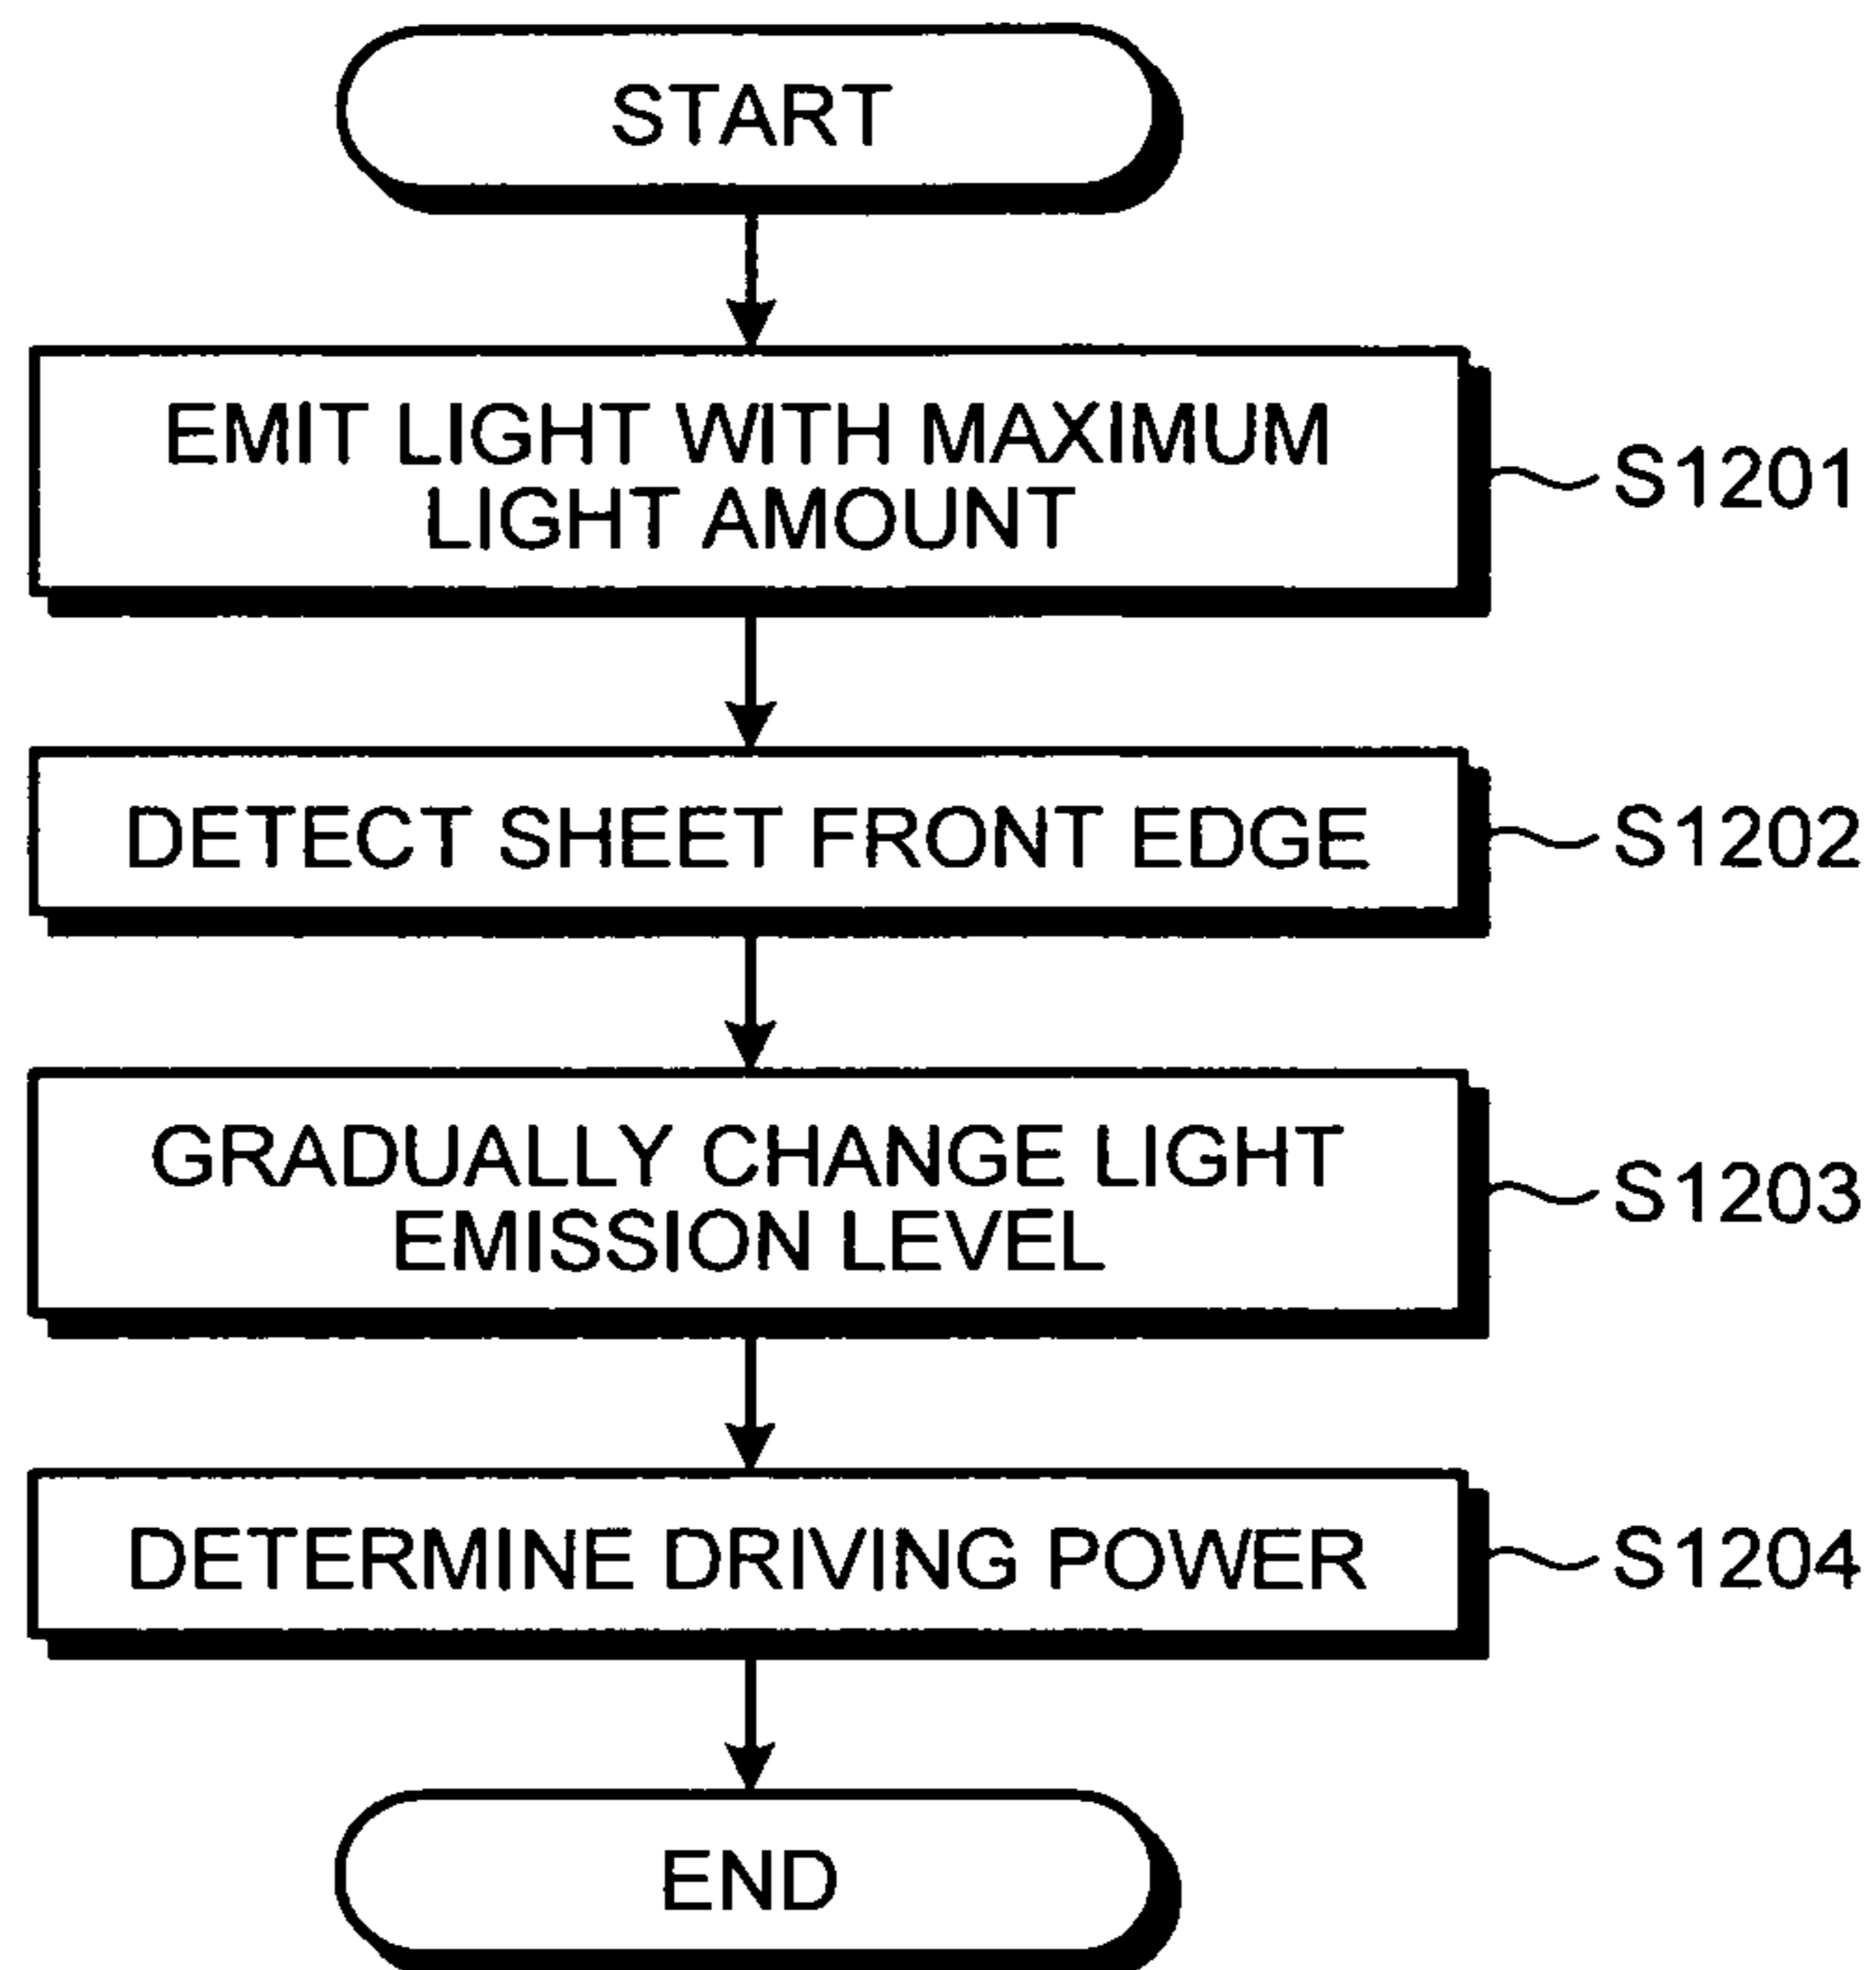 START
EMIT LIGHT WITH MAXIMUM
LIGHT AMOUNT
S1201
DETECT SHEET FRONT EDGE
S1202
GRADUALLY CHANGE LIGHT
EMISSION LEVEL
S1203
DETERMINE DRIVING POWER
S1204
END